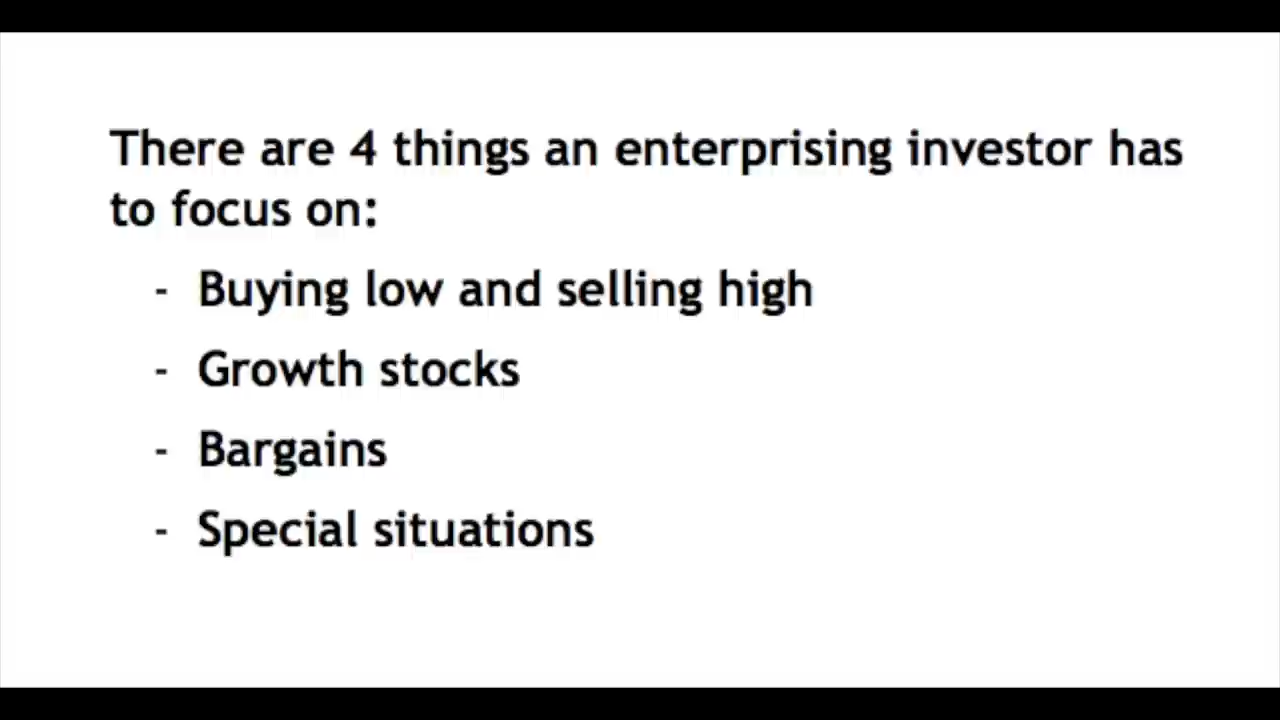 There are 4 things an enterprising investor has
to focus on:
- Buying low and selling high
- Growth stocks
- Bargains
- Special situations